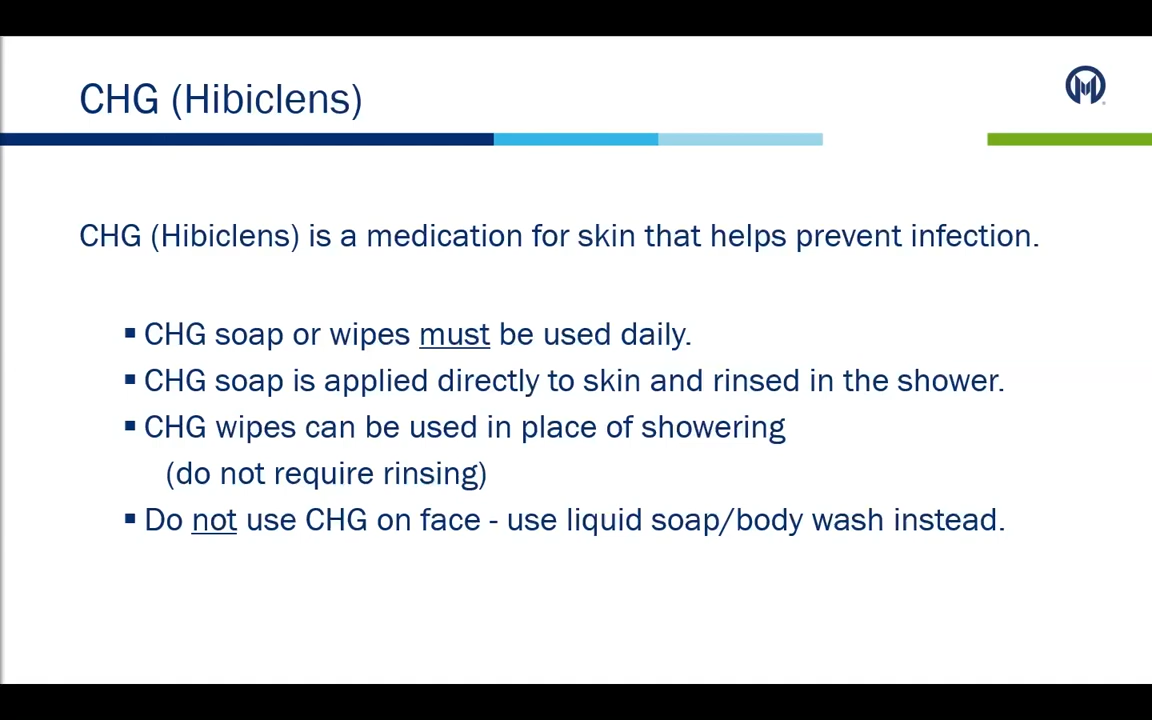 CHG (Hibiclens)
CHG (Hibiclens) is a medication for skin that helps prevent infection.
▪ CHG soap or wipes must be used daily.
▪ CHG soap is applied directly to skin and rinsed in the shower.
▪ CHG wipes can be used in place of showering
(do not require rinsing)
▪ Do not use CHG on face - use liquid soap/body wash instead.